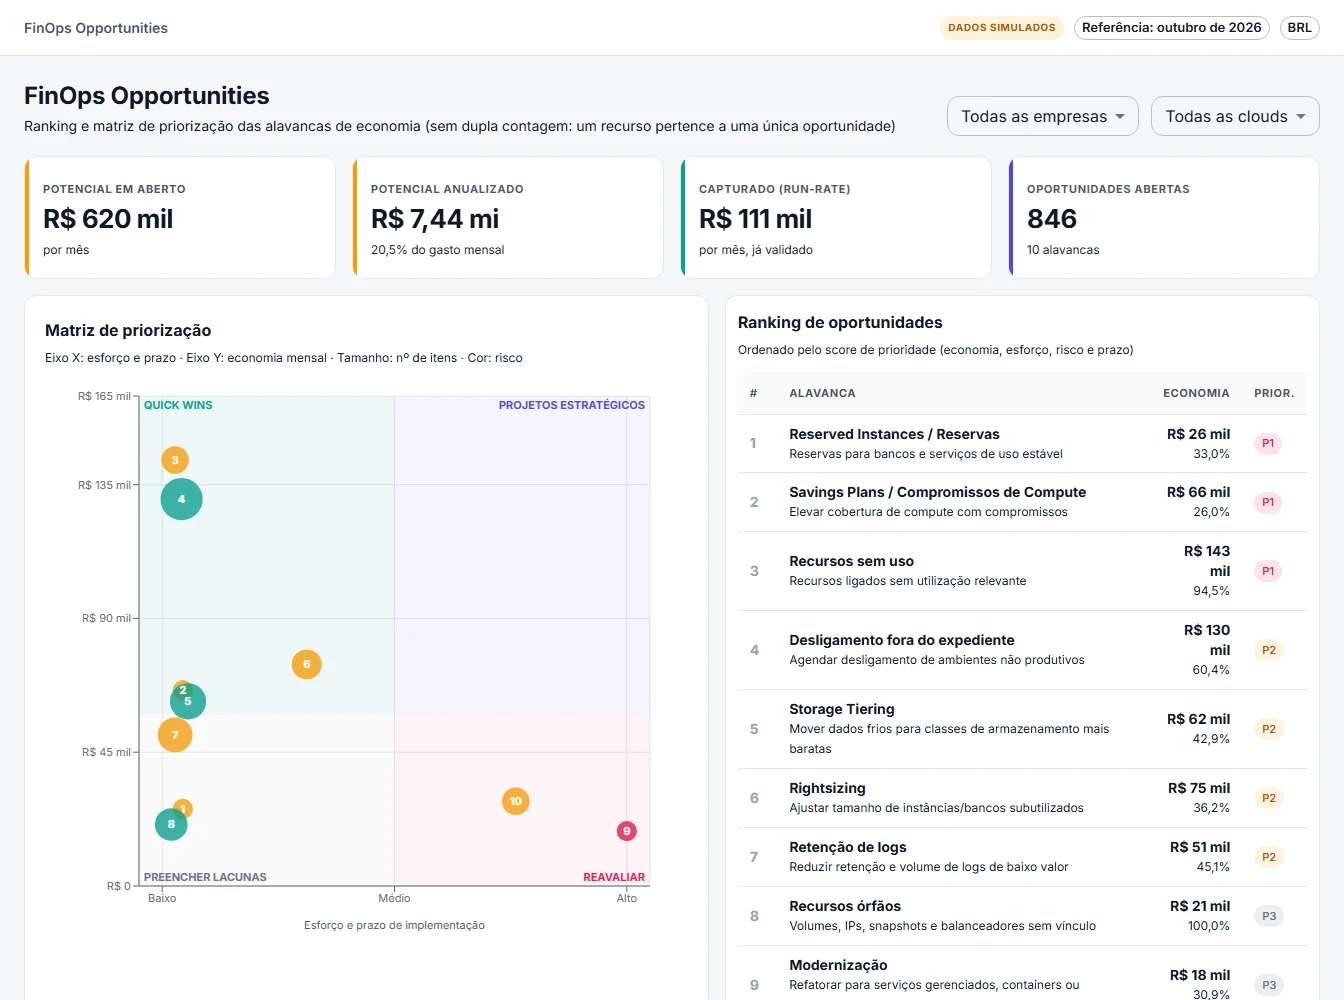 FinOps Opportunities
DADOS SIMULADOS
Referência: outubro de 2026
BRL
FinOps Opportunities
Ranking e matriz de priorização das alavancas de economia (sem dupla contagem: um recurso pertence a uma única oportunidade)
Todas as empresas
Todas as clouds
POTENCIAL EM ABERTO
R$ 620 mil
por mês
POTENCIAL ANUALIZADO
R$ 7,44 mi
20,5% do gasto mensal
CAPTURADO (RUN-RATE)
R$ 111 mil
por mês, já validado
OPORTUNIDADES ABERTAS
846
10 alavancas
Matriz de priorização
Eixo X: esforço e prazo · Eixo Y: economia mensal · Tamanho: nº de itens · Cor: risco
R$ 165 mil
QUICK WINS
PROJETOS ESTRATÉGICOS
3
R$ 135 mil
4
R$ 90 mil
6
2
5
7
R$ 45 mil
10
1
8
9
PREENCHER LACUNAS
REAVALIAR
R$ 0
Baixo
Médio
Alto
Esforço e prazo de implementação
Ranking de oportunidades
Ordenado pelo score de prioridade (economia, esforço, risco e prazo)
# ALAVANCA ECONOMIA PRIOR.
1
Reserved Instances / Reservas
Reservas para bancos e serviços de uso estável
R$ 26 mil
33,0%
P1
2
Savings Plans / Compromissos de Compute
Elevar cobertura de compute com compromissos
R$ 66 mil
26,0%
P1
3
Recursos sem uso
Recursos ligados sem utilização relevante
R$ 143
mil
94,5%
P1
4
Desligamento fora do expediente
Agendar desligamento de ambientes não produtivos
R$ 130
mil
60,4%
P2
5
Storage Tiering
Mover dados frios para classes de armazenamento mais
baratas
R$ 62 mil
42,9%
P2
6
Rightsizing
Ajustar tamanho de instâncias/bancos subutilizados
R$ 75 mil
36,2%
P2
7
Retenção de logs
Reduzir retenção e volume de logs de baixo valor
R$ 51 mil
45,1%
P2
8
Recursos órfãos
Volumes, IPs, snapshots e balanceadores sem vínculo
R$ 21 mil
100,0%
P3
9
Modernização
Refatorar para serviços gerenciados, containers ou
R$ 18 mil
30,9%
P3